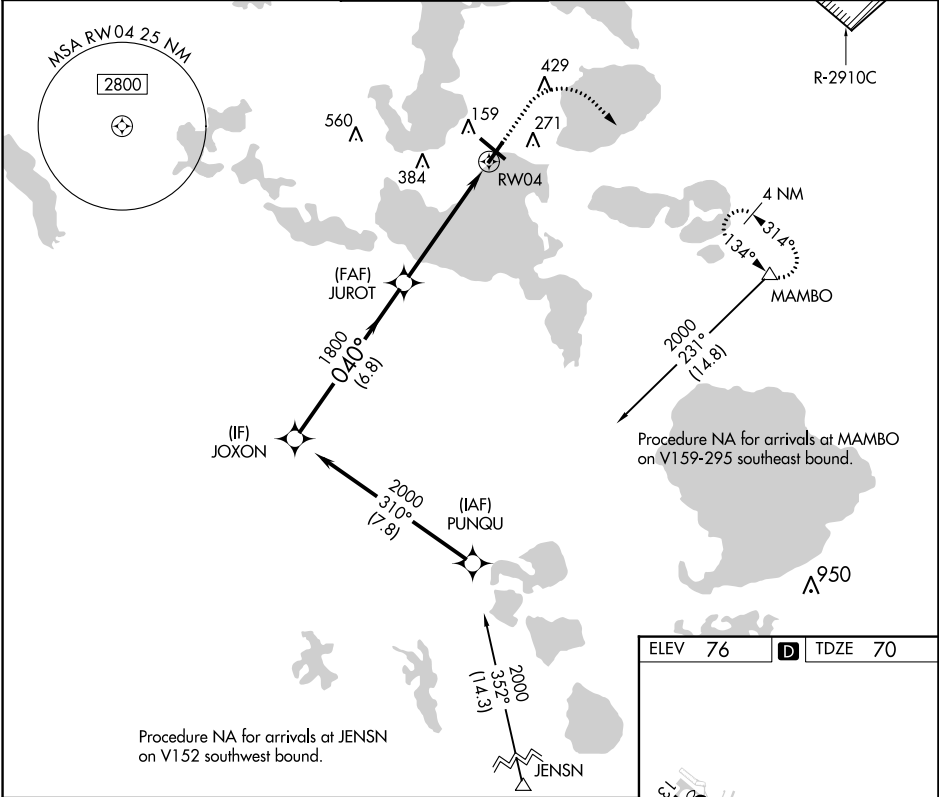 MSA RW04 25 NM
2800
R-2910C
429
560
159
271
384
RW04
4 NM
314°
134°
MAMBO
(FAF)
JUROT
1800
040°
(6.8)
2000
231°
(14.8)
(IF)
JOXON
Procedure NA for arrivals at MAMBO
on V159-295 southeast bound.
2000
310°
(7.8)
(IAF)
PUNQU
950
ELEV 76
D
TDZE 70
2000
352°
(14.3)
Procedure NA for arrivals at JENSN
on V152 southwest bound.
JENSN